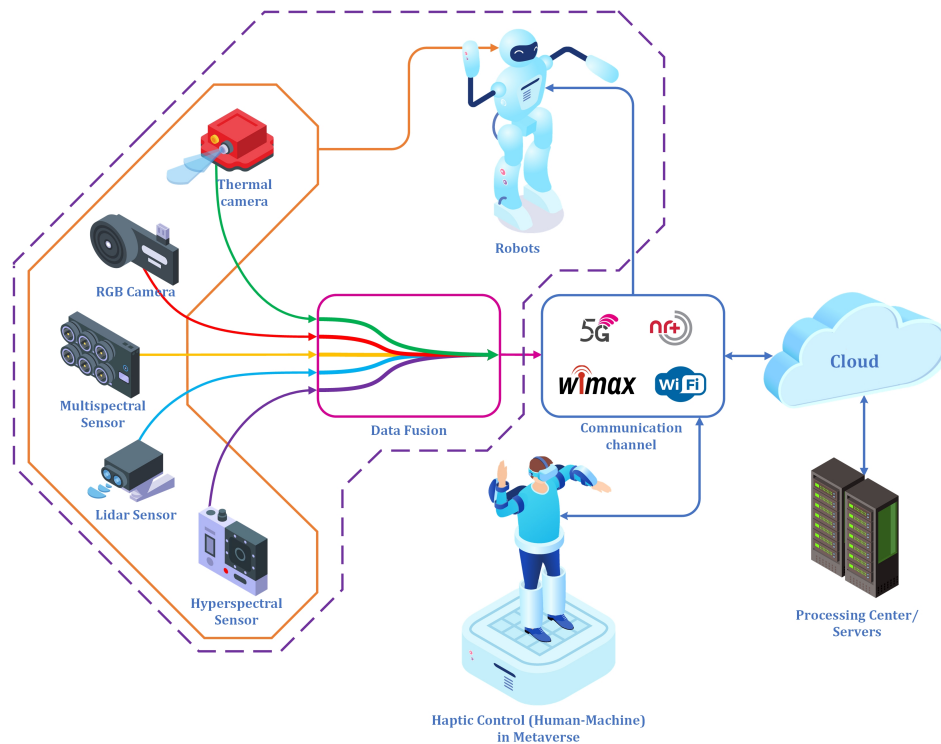 Thermal
camera
Robots
RGB Camera
5G
nr+
Cloud
wimax
WiFi
Multispectral
Sensor
Data Fusion
Communication
channel
Lidar Sensor
Hyperspectral
Sensor
Processing Center/
Servers
Haptic Control (Human-Machine)
in Metaverse